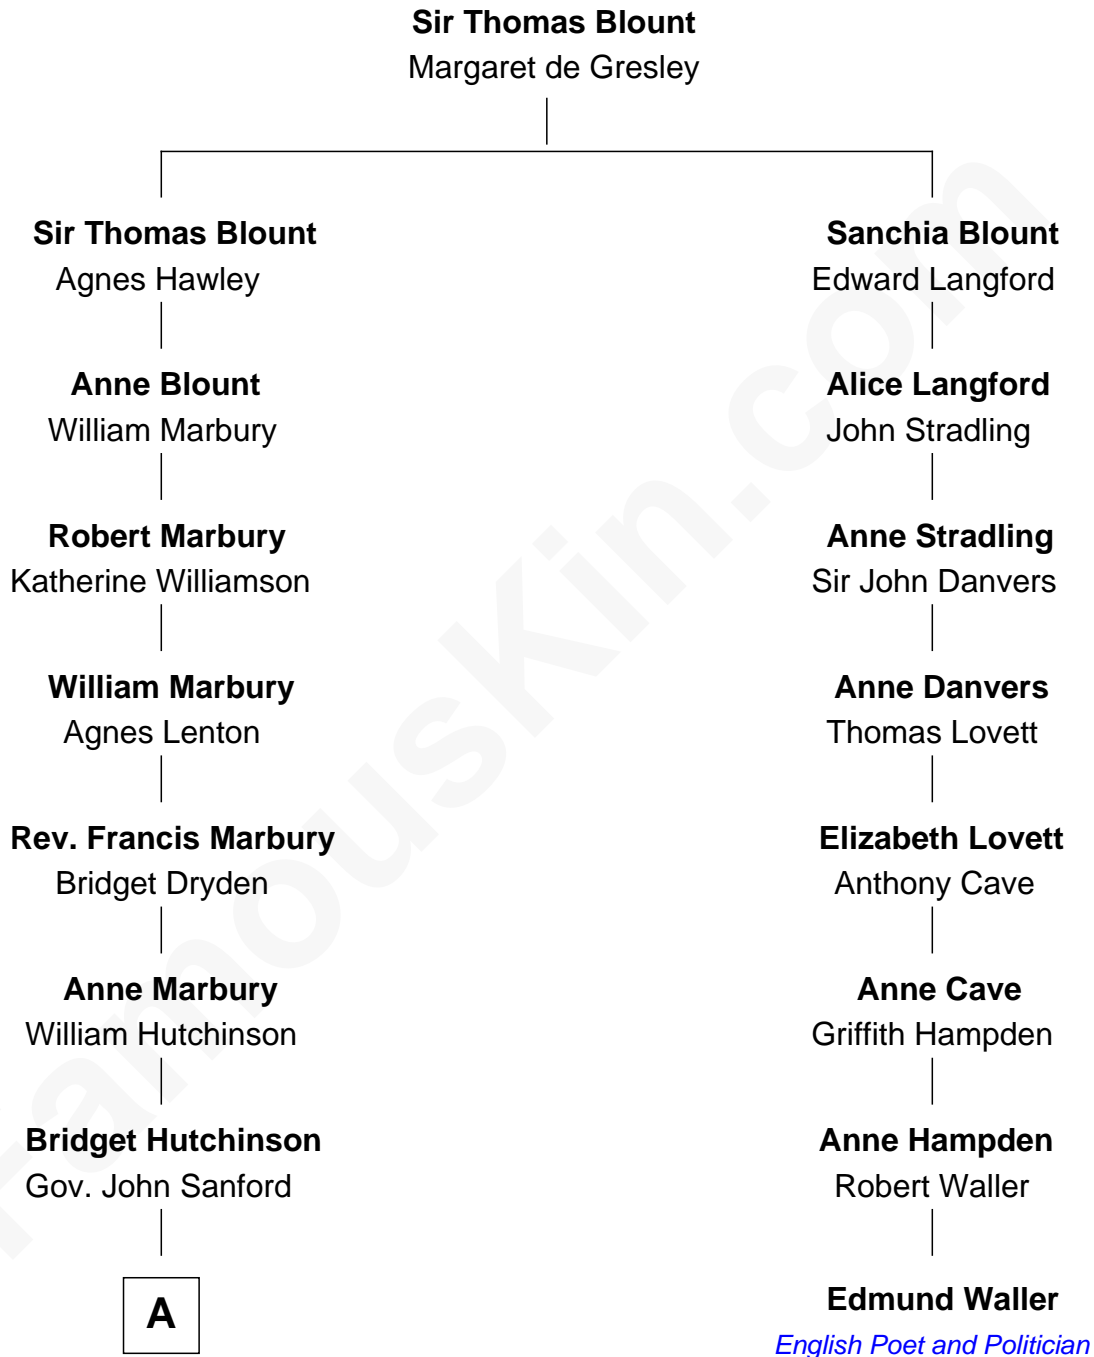 Sir Thomas Blount
Margaret de Gresley
Sir Thomas Blount
Agnes Hawley
Anne Blount
William Marbury
Robert Marbury
Katherine Williamson
William Marbury
Agnes Lenton
Rev. Francis Marbury
Bridget Dryden
Anne Marbury
William Hutchinson
Bridget Hutchinson
Gov. John Sanford
A
Sanchia Blount
Edward Langford
Alice Langford
John Stradling
Anne Stradling
Sir John Danvers
Anne Danvers
Thomas Lovett
Elizabeth Lovett
Anthony Cave
Anne Cave
Griffith Hampden
Anne Hampden
Robert Waller
Edmund Waller
English Poet and Politician
FamousKin.com